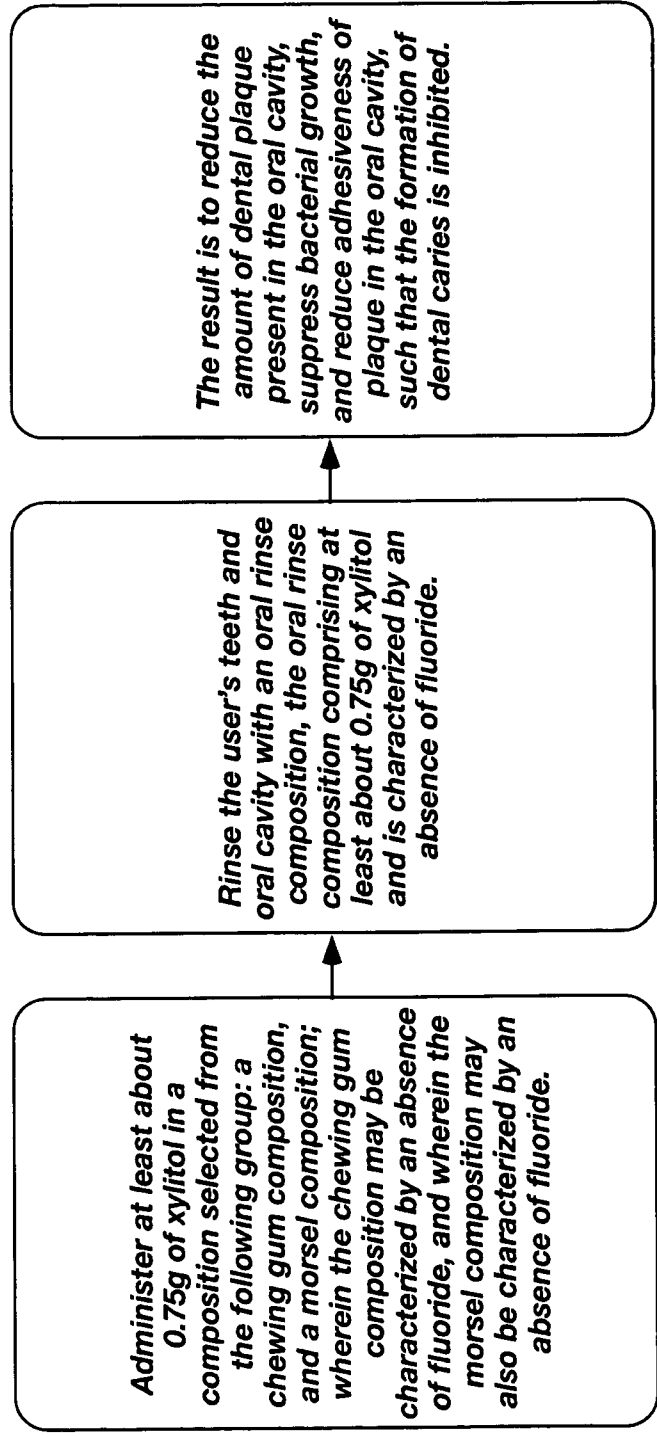 Administer at least about
0.75g of xylitol in a
composition selected from
the following group: a
chewing gum composition,
and a morsel composition;
wherein the chewing gum
composition may be
characterized by an absence
of fluoride, and wherein the
morsel composition may
also be characterized by an
absence of fluoride.
Rinse the user's teeth and
oral cavity with an oral rinse
composition, the oral rinse
composition comprising at
least about 0.75g of xylitol
and is characterized by an
absence of fluoride.
The result is to reduce the
amount of dental plaque
present in the oral cavity,
suppress bacterial growth,
and reduce adhesiveness of
plaque in the oral cavity,
such that the formation of
dental caries is inhibited.